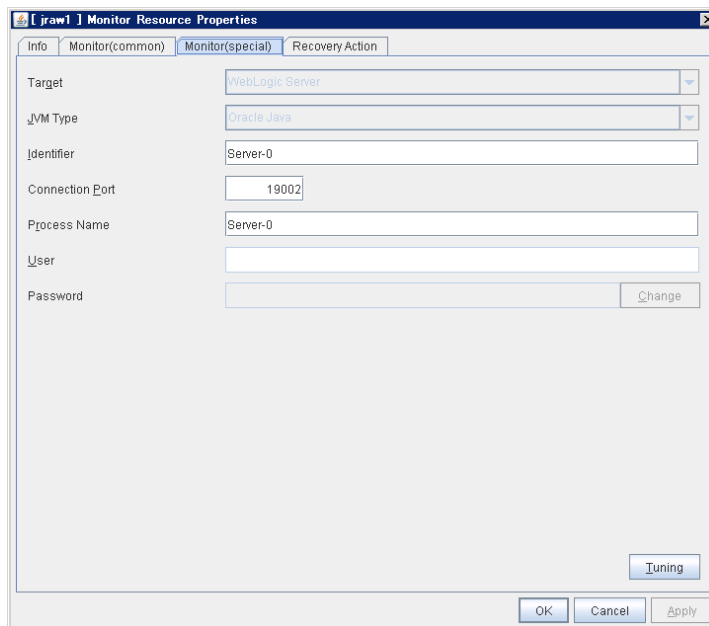 [ jraw1 ] Monitor Resource Properties
Info Monitor(common) Monitor(special) Recovery Action
Target WebLogic Server
JVM Type Oracle Java
Identifier Server-0
Connection Port 19002
Process Name Server-0
User
Password Change
Tuning
OK Cancel Apply